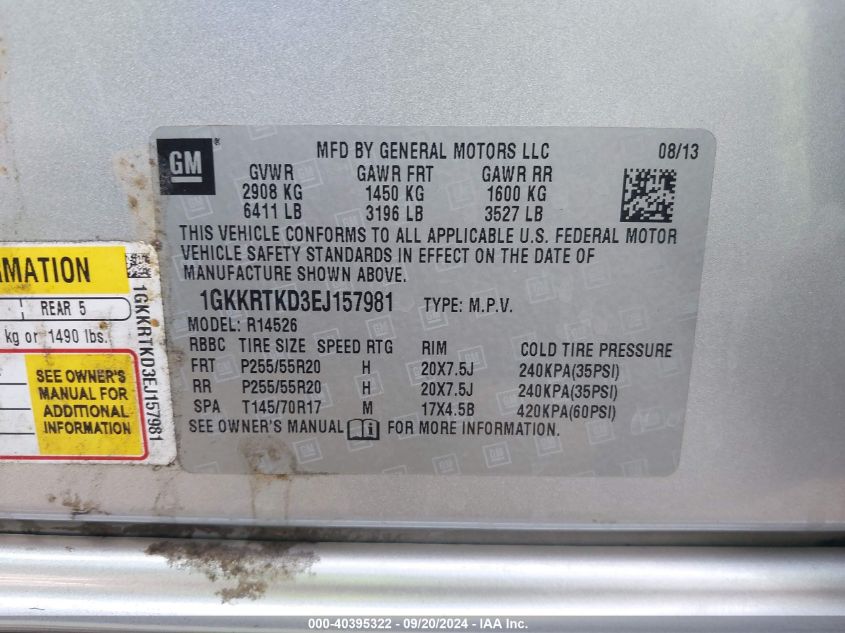 GM
MFD BY GENERAL MOTORS LLC 08/13
GVWR GAWR FRT GAWR RR
2908 KG 1450 KG 1600 KG
6411 LB 3196 LB 3527 LB
THIS VEHICLE CONFORMS TO ALL APPLICABLE U.S. FEDERAL MOTOR
VEHICLE SAFETY STANDARDS IN EFFECT ON THE DATE OF
MANUFACTURE SHOWN ABOVE.
1GKKRTKD3EJ157981 TYPE: M.P.V.
MODEL: R14526
RBBC TIRE SIZE SPEED RTG RIM COLD TIRE PRESSURE
FRT P255/55R20 H 20X7.5J 240KPA(35PSI)
RR P255/55R20 H 20X7.5J 240KPA(35PSI)
SPA T145/70R17 M 17X4.5B 420KPA(60PSI)
SEE OWNER'S MANUAL FOR MORE INFORMATION.
RMATION
REAR 5
kg or 1490 lbs.
SEE OWNER'S
MANUAL FOR
ADDITIONAL
INFORMATION
1GKKRTKD3EJ157981
000-40395322 - 09/20/2024 - IAA Inc.